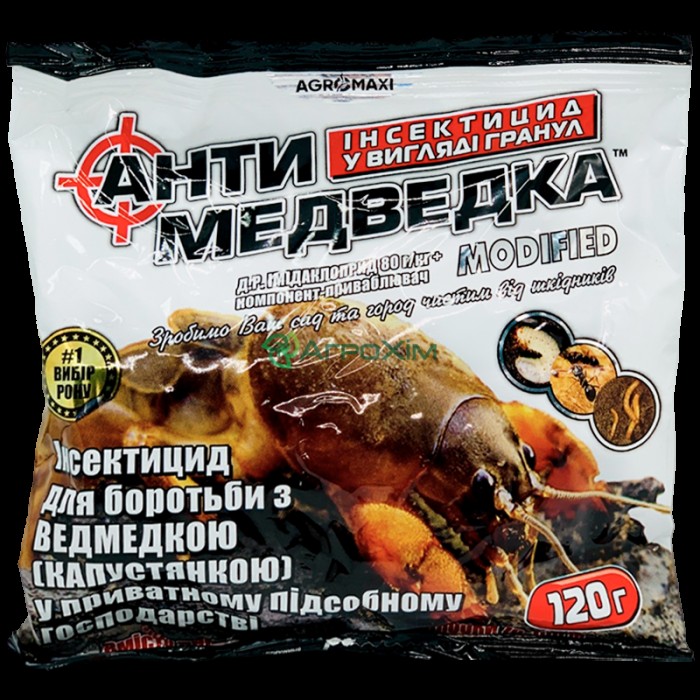 AGROMAXI
ІНСЕКТИЦИД
У ВИГЛЯДІ ГРАНУЛ
АНТИ
МЕДВЕДКА™
MODIFIED
Д.Р. ІМІДАКЛОПРИД 80 г/кг +
КОМПОНЕНТ-ПРИВАБЛЮВАЧ
Зробимо Ваш сад та город чистим від шкідників
АГРОХІМ
#1
ВИБІР
РОКУ
Інсектицид
для боротьби з
ВЕДМЕДКОЮ
(КАПУСТЯНКОЮ)
у приватному підсобному
господарстві
120г